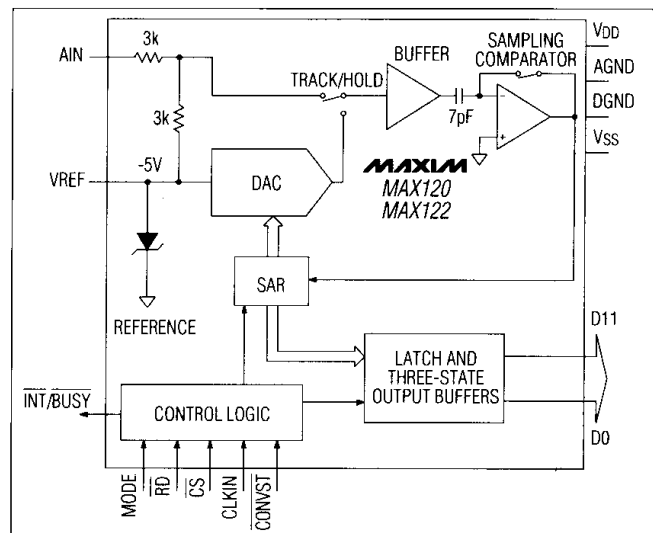 AIN
3k
3k
TRACK/HOLD
BUFFER
7pF
SAMPLING
COMPARATOR
-
+
VDD
AGND
DGND
VSS
VREF
-5V
DAC
MAXIM
MAX120
MAX122
REFERENCE
SAR
LATCH AND
THREE-STATE
OUTPUT BUFFERS
D11
D0
INT/BUSY
CONTROL LOGIC
MODE
RD
CS
CLKIN
CONVST